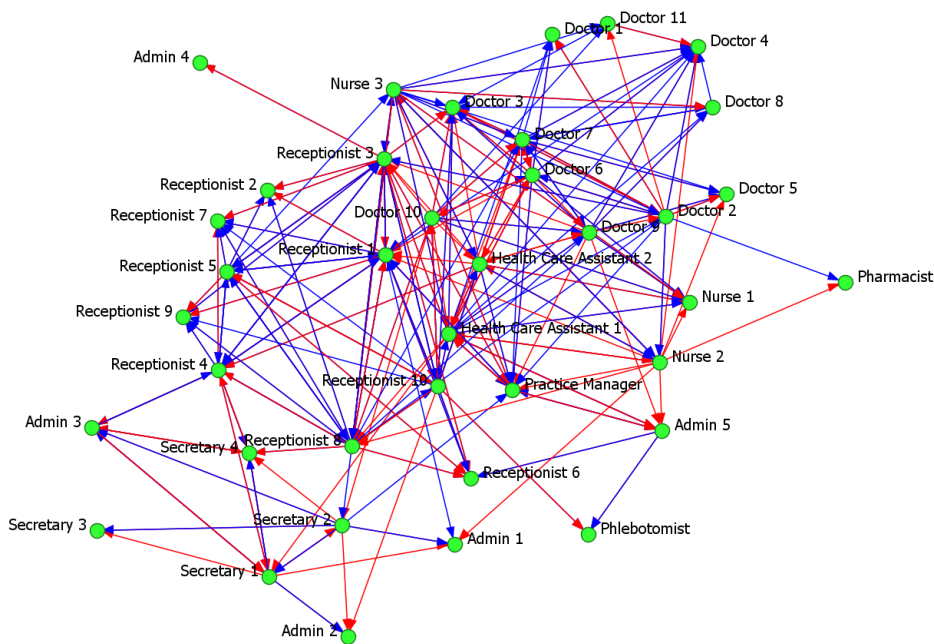 Doctor 11
Doctor 1
Doctor 4
Admin 4
Nurse 3
Doctor 3
Doctor 8
Doctor 7
Receptionist 3
Doctor 6
Receptionist 2
Doctor 5
Receptionist 7
Doctor 10
Doctor 2
Doctor 9
Receptionist 1
Health Care Assistant 2
Receptionist 5
Pharmacist
Nurse 1
Receptionist 9
Health Care Assistant 1
Nurse 2
Receptionist 4
Receptionist 10
Practice Manager
Admin 3
Admin 5
Secretary 4
Receptionist 8
Receptionist 6
Secretary 3
Secretary 2
Phlebotomist
Admin 1
Secretary 1
Admin 2